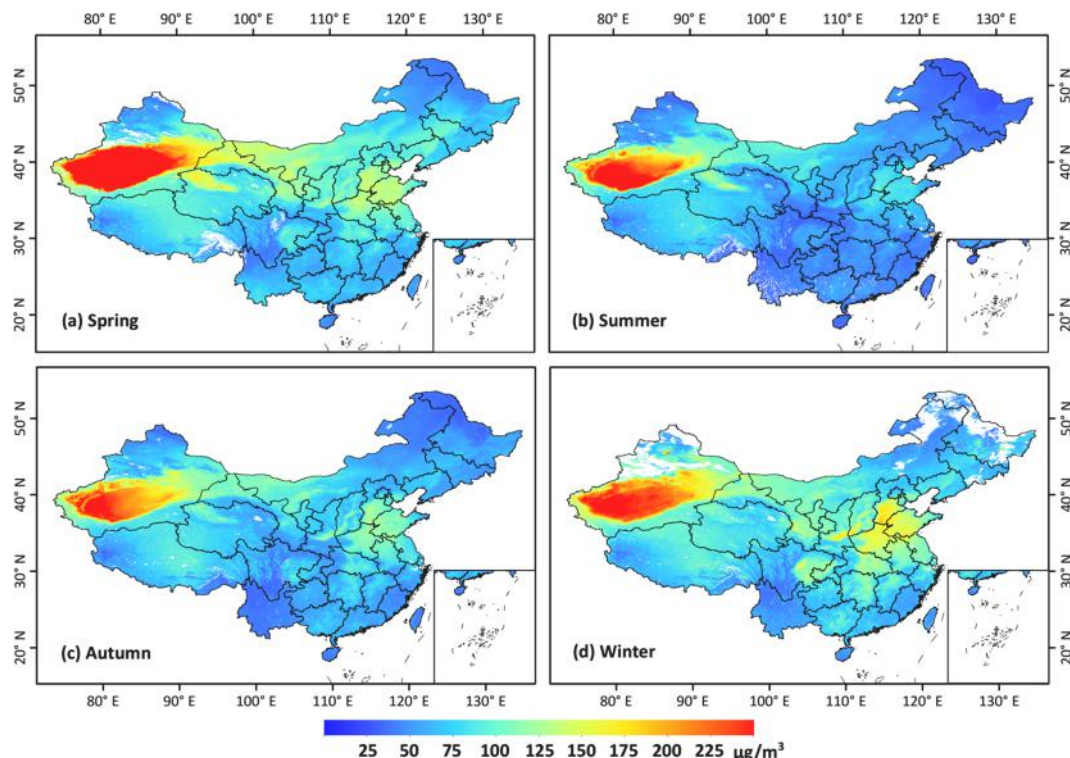 80° E 90° E 100° E 110° E 120° E 130° E 80° E 90° E 100° E 110° E 120° E 130° E
50° N 50° N
40° N 40° N
30° N 30° N
20° N 20° N
(a) Spring (b) Summer
50° N 50° N
40° N 40° N
30° N 30° N
20° N 20° N
(c) Autumn (d) Winter
80° E 90° E 100° E 110° E 120° E 130° E 80° E 90° E 100° E 110° E 120° E 130° E
25 50 75 100 125 150 175 200 225 µg/m³